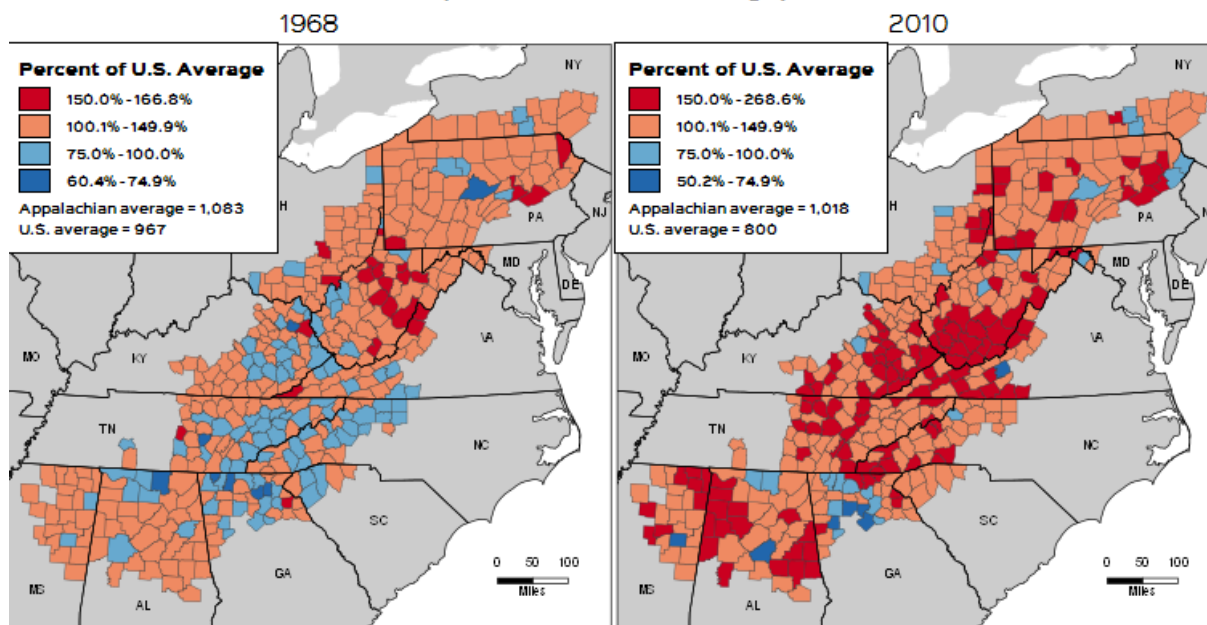 1968
Percent of U.S. Average
150.0% - 166.8%
100.1% - 149.9%
75.0% - 100.0%
60.4% - 74.9%
Appalachian average = 1,083
U.S. average = 967
NY
H
PA
NJ
MD
DE
VA
MO
KY
TN
NC
SC
MS
AL
GA
0 50 100
Miles
2010
Percent of U.S. Average
150.0% - 268.6%
100.1% - 149.9%
75.0% - 100.0%
50.2% - 74.9%
Appalachian average = 1,018
U.S. average = 800
NY
H
PA
NJ
MD
DE
VA
MO
KY
TN
NC
SC
MS
AL
GA
0 50 100
Miles